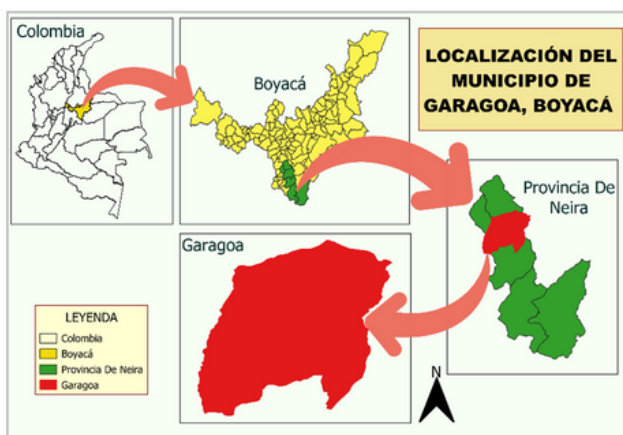 Colombia
Boyacá
LOCALIZACIÓN DEL
MUNICIPIO DE
GARAGOA, BOYACÁ
Provincia De
Neira
Garagoa
LEYENDA
Colombia
Boyacá
Provincia De Neira
Garagoa
N